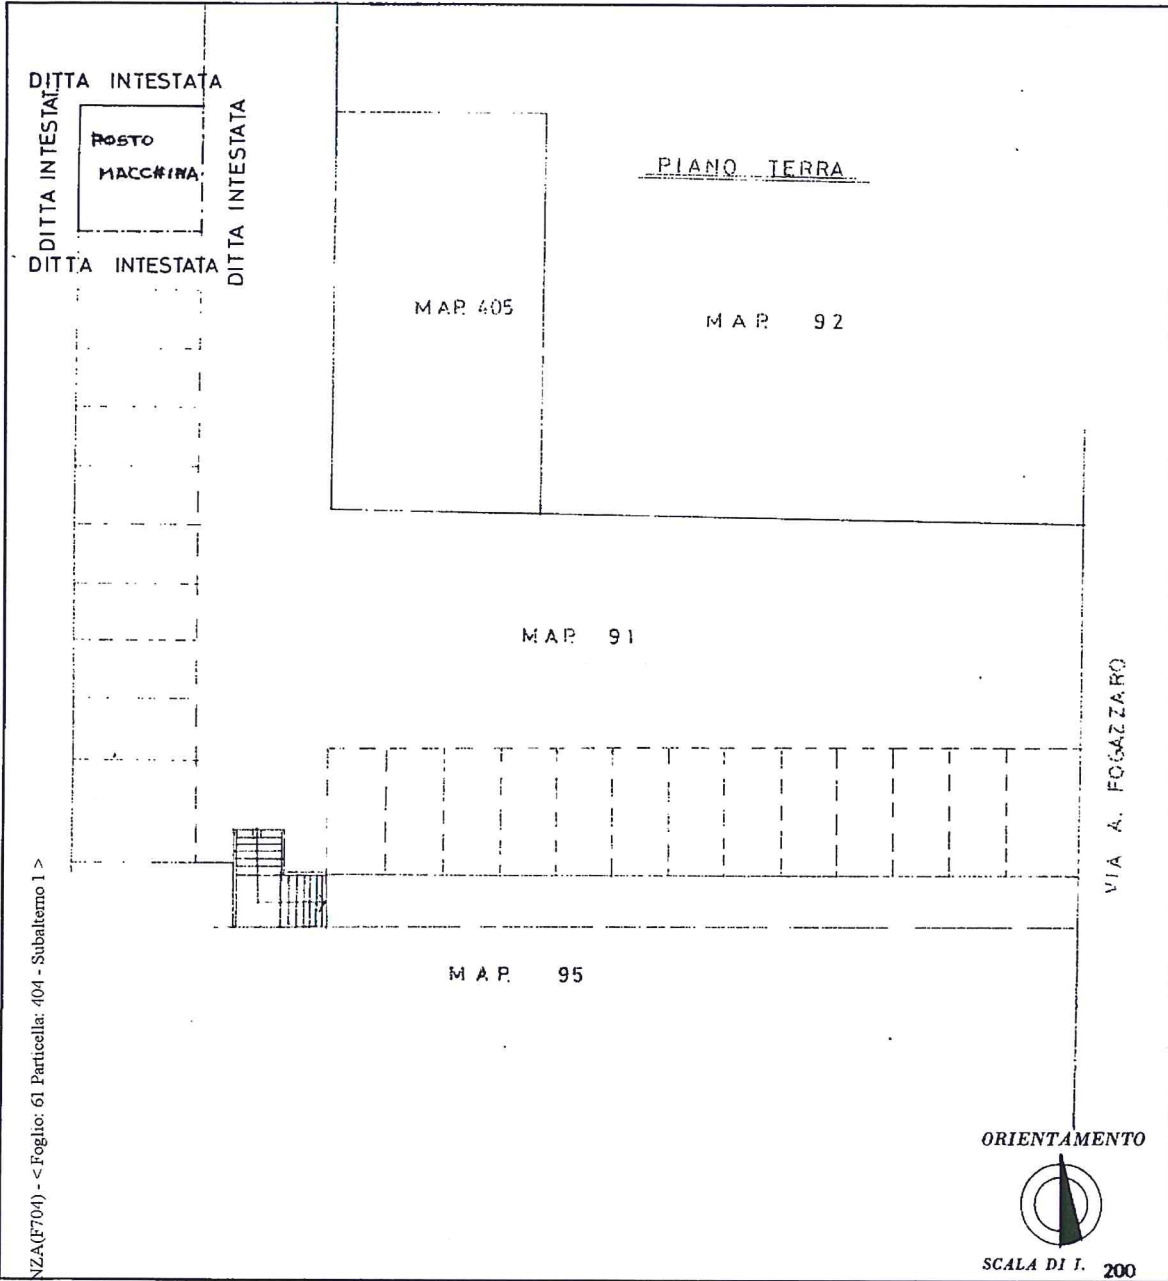 DITTA INTESTATA
DITTA INTESTAT
POSTO
MACCHINA
DITTA INTESTATA
DITTA INTESTATA
PIANO TERRA
MAP. 405
MAP. 92
MAP. 91
VIA A. FOGAZZARO
MAP. 95
NZA(F704) - < Foglio: 61 Particella: 404 - Subalterno 1 >
ORIENTAMENTO
SCALA DI 1. 200